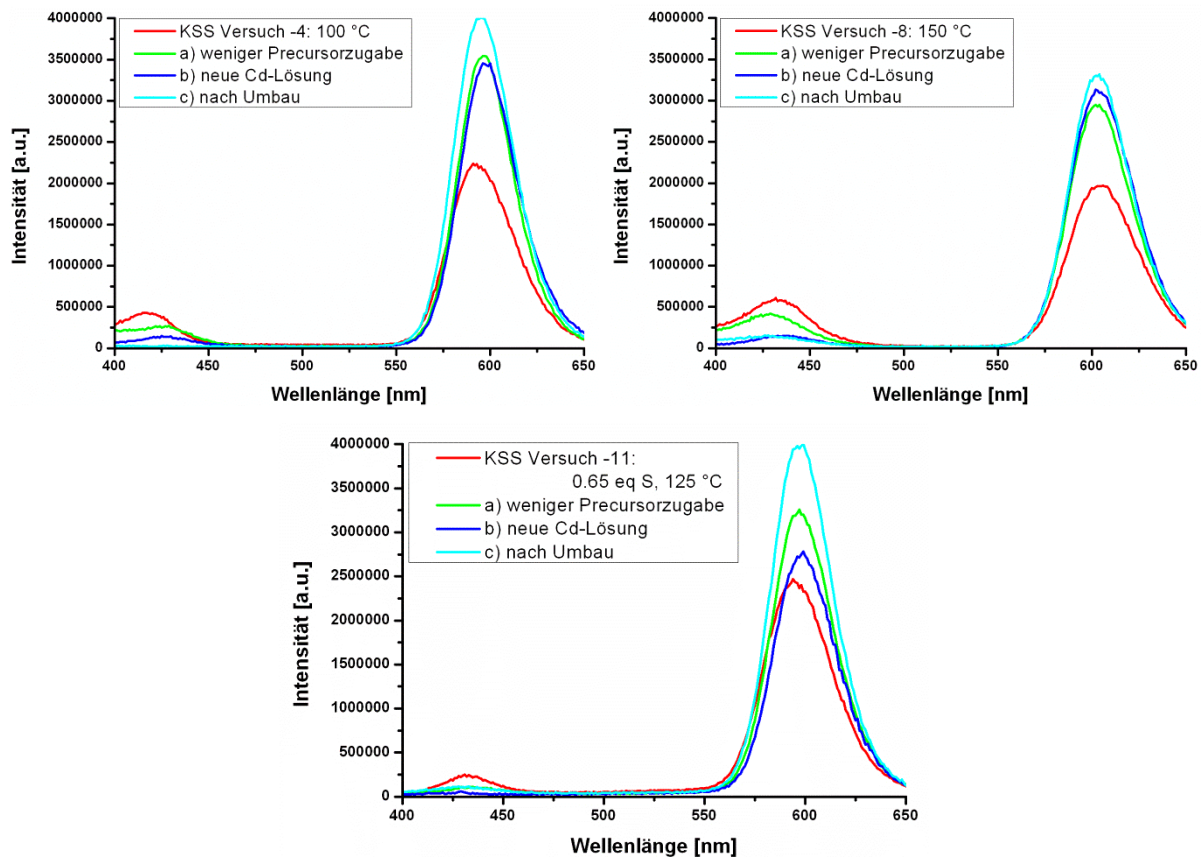 KSS Versuch -4: 100 °C
a) weniger Precursorzugabe
b) neue Cd-Lösung
c) nach Umbau
4000000
3500000
3000000
2500000
2000000
1500000
1000000
500000
0
Intensität [a.u.]
400 450 500 550 600 650
Wellenlänge [nm]
KSS Versuch -8: 150 °C
a) weniger Precursorzugabe
b) neue Cd-Lösung
c) nach Umbau
4000000
3500000
3000000
2500000
2000000
1500000
1000000
500000
0
Intensität [a.u.]
400 450 500 550 600 650
Wellenlänge [nm]
KSS Versuch -11:
0.65 eq S, 125 °C
a) weniger Precursorzugabe
b) neue Cd-Lösung
c) nach Umbau
4000000
3500000
3000000
2500000
2000000
1500000
1000000
500000
0
Intensität [a.u.]
400 450 500 550 600 650
Wellenlänge [nm]